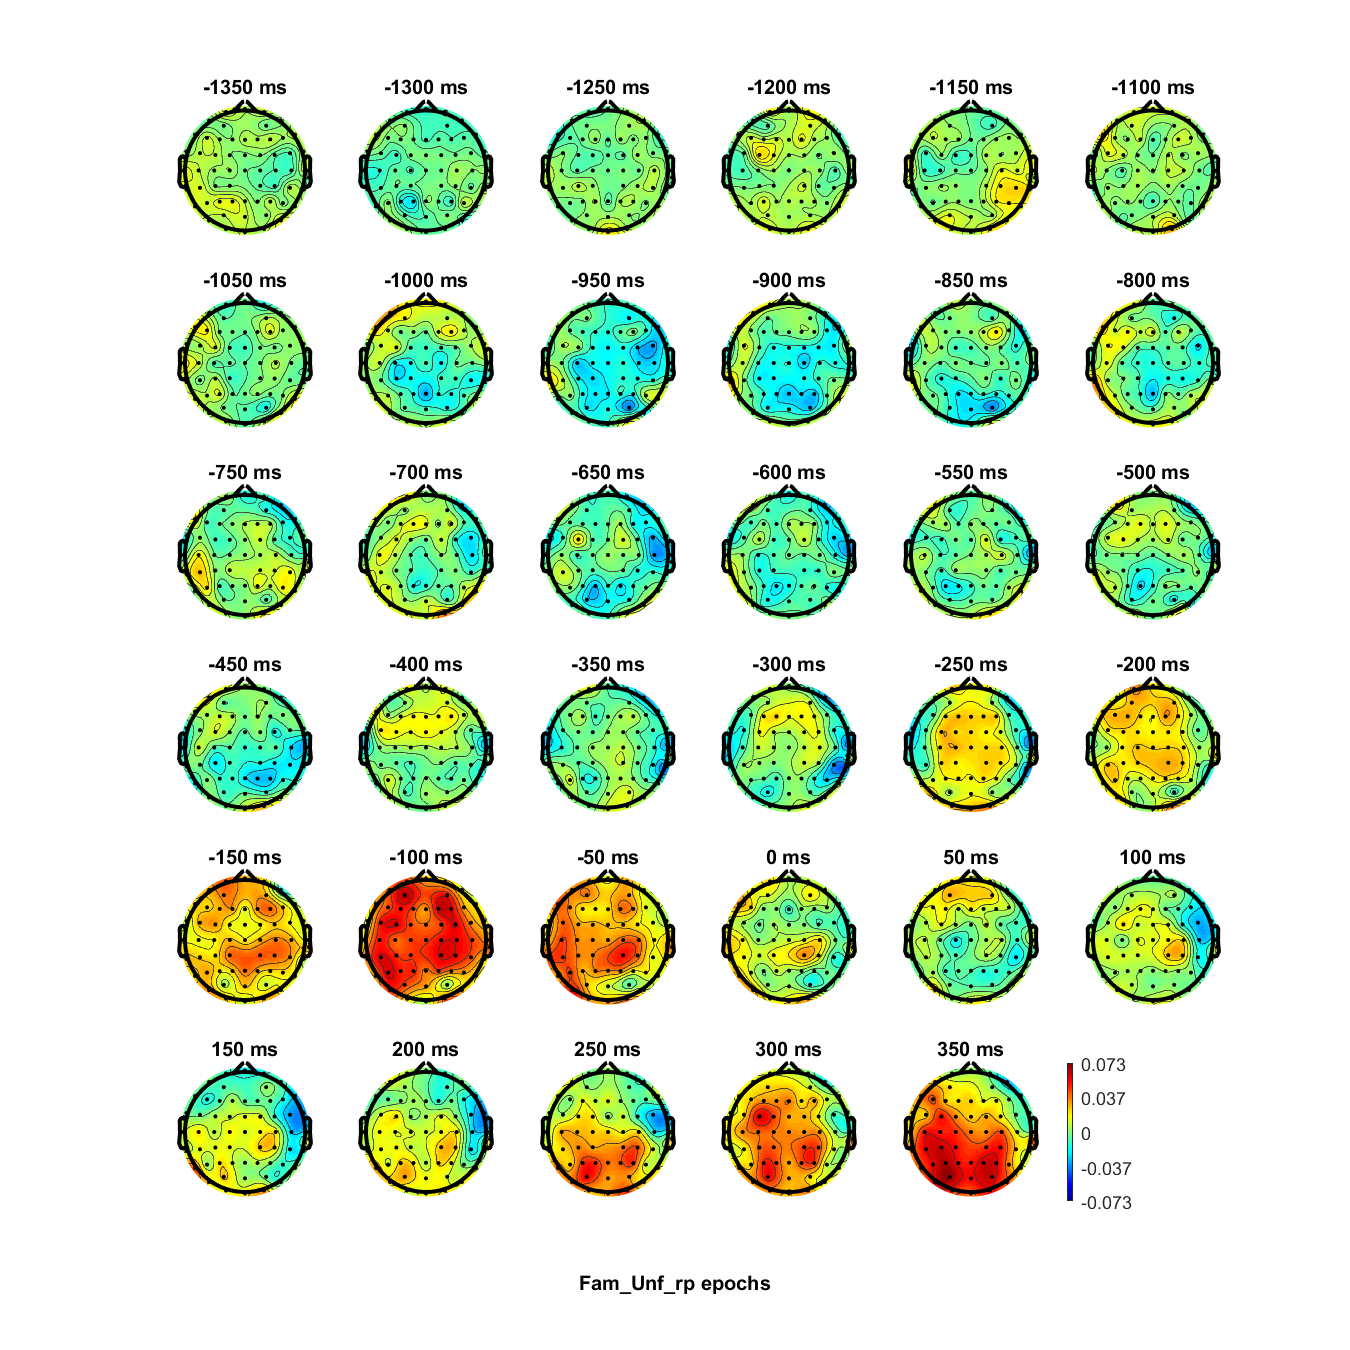 -1350 ms -1300 ms -1250 ms -1200 ms -1150 ms -1100 ms
-1050 ms -1000 ms -950 ms -900 ms -850 ms -800 ms
-750 ms -700 ms -650 ms -600 ms -550 ms -500 ms
-450 ms -400 ms -350 ms -300 ms -250 ms -200 ms
-150 ms -100 ms -50 ms 0 ms 50 ms 100 ms
150 ms 200 ms 250 ms 300 ms 350 ms
0.073
0.037
0
-0.037
-0.073
Fam_Unf_rp epochs